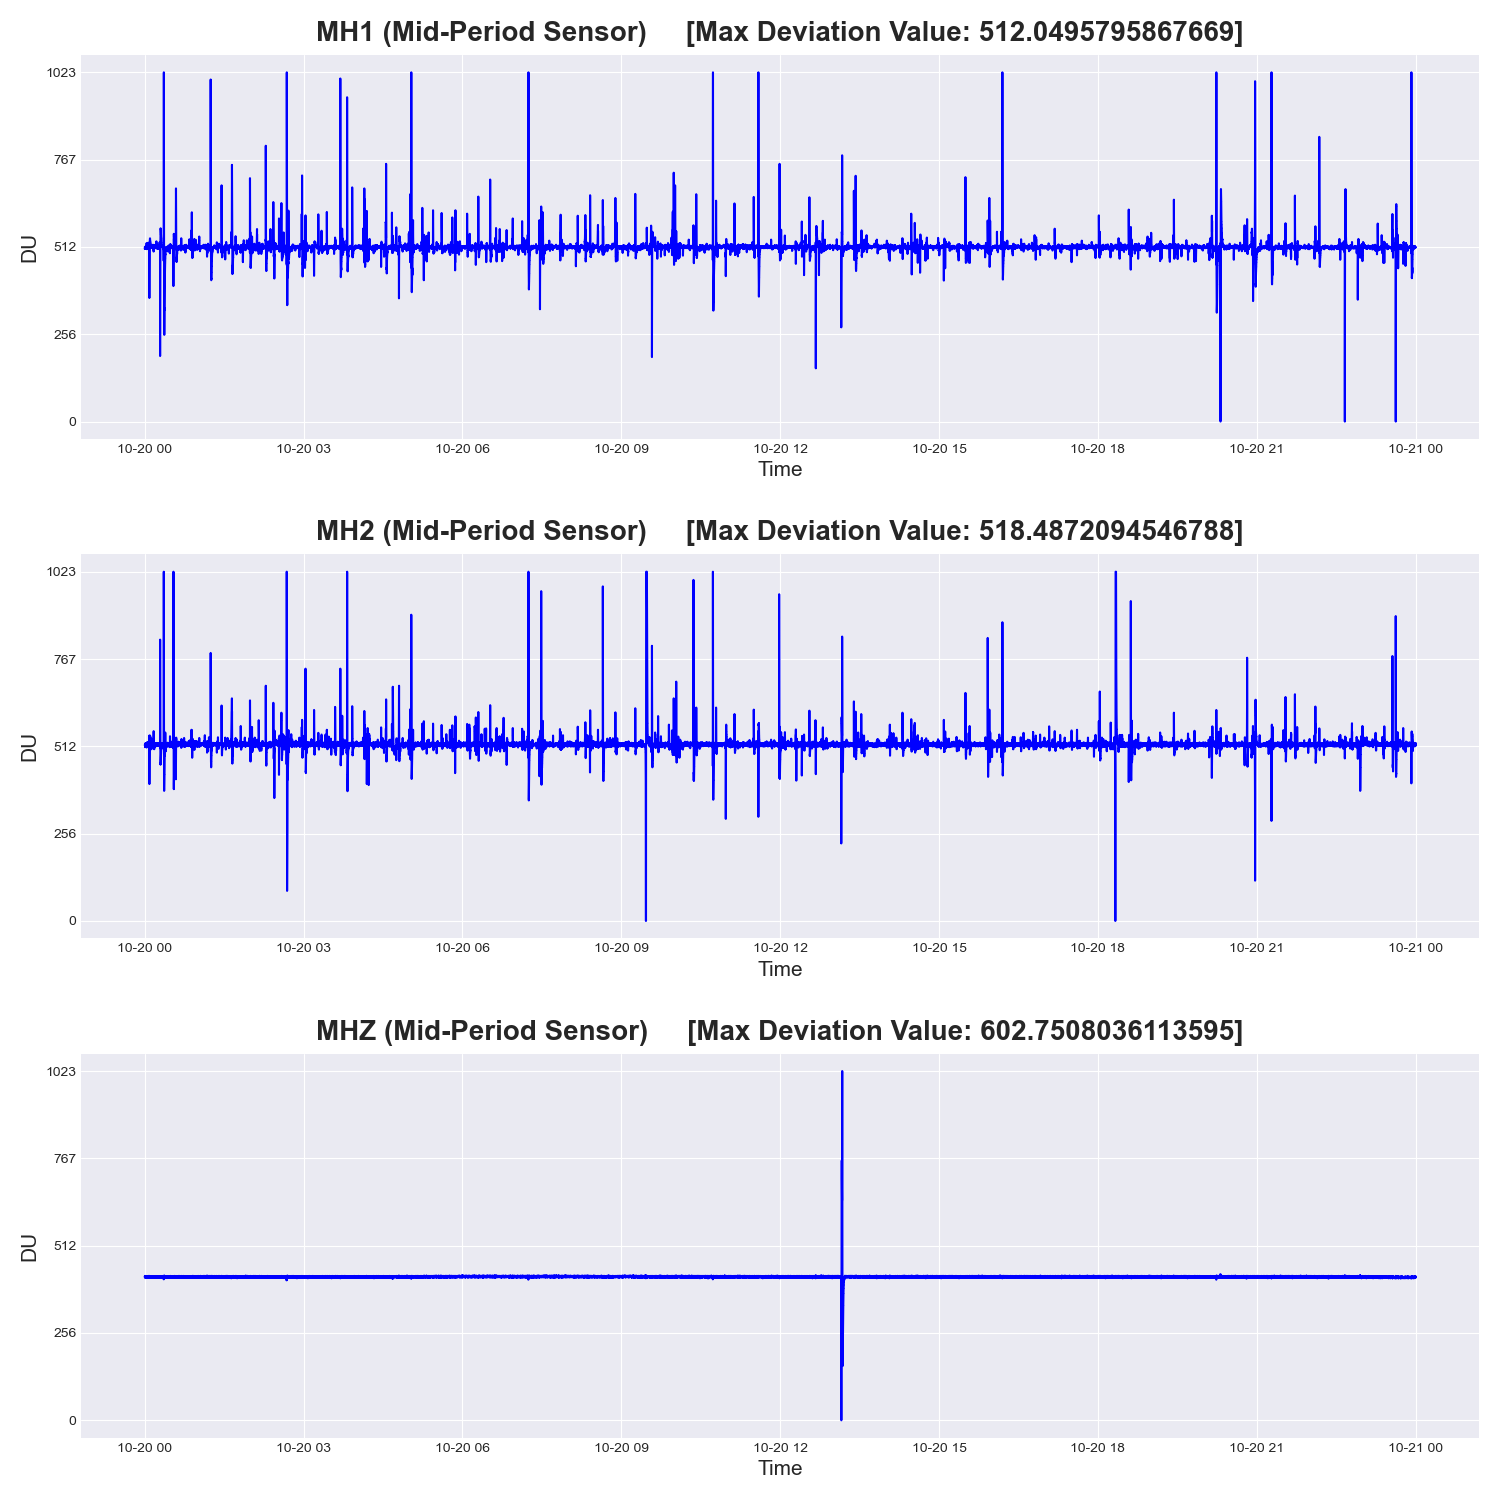 MH1 (Mid-Period Sensor) [Max Deviation Value: 512.0495795867669]
1023
767
512
256
0
DU
10-20 00 10-20 03 10-20 06 10-20 09 10-20 12 10-20 15 10-20 18 10-20 21 10-21 00
Time
MH2 (Mid-Period Sensor) [Max Deviation Value: 518.4872094546788]
1023
767
512
256
0
DU
10-20 00 10-20 03 10-20 06 10-20 09 10-20 12 10-20 15 10-20 18 10-20 21 10-21 00
Time
MHZ (Mid-Period Sensor) [Max Deviation Value: 602.7508036113595]
1023
767
512
256
0
DU
10-20 00 10-20 03 10-20 06 10-20 09 10-20 12 10-20 15 10-20 18 10-20 21 10-21 00
Time